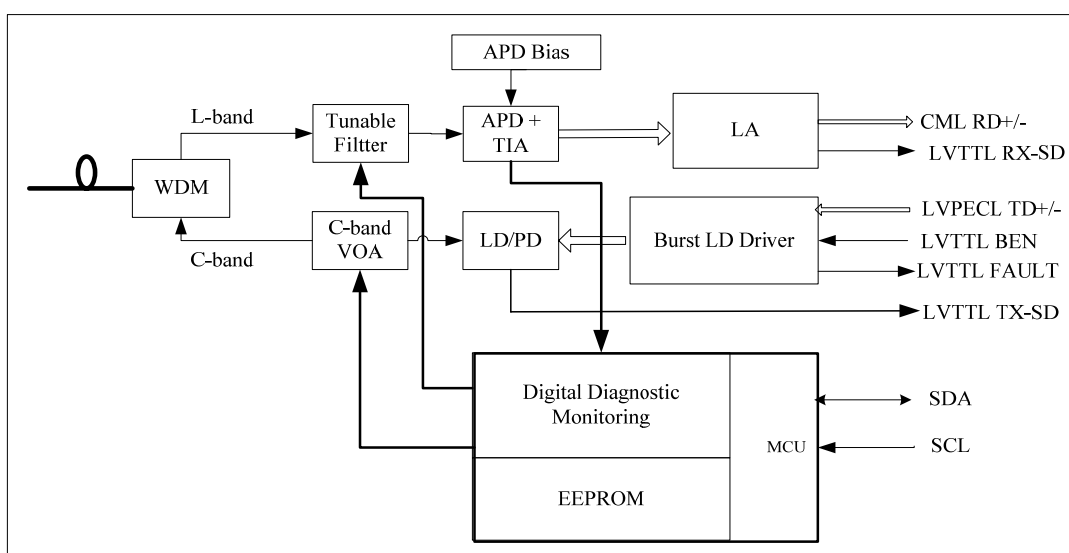 APD Bias
L-band
Tunable
Filtter
APD +
TIA
LA
CML RD+/-
LVTTL RX-SD
WDM
C-band
C-band
VOA
LD/PD
Burst LD Driver
LVPECL TD+/-
LVTTL BEN
LVTTL FAULT
LVTTL TX-SD
Digital Diagnostic
Monitoring
EEPROM
MCU
SDA
SCL